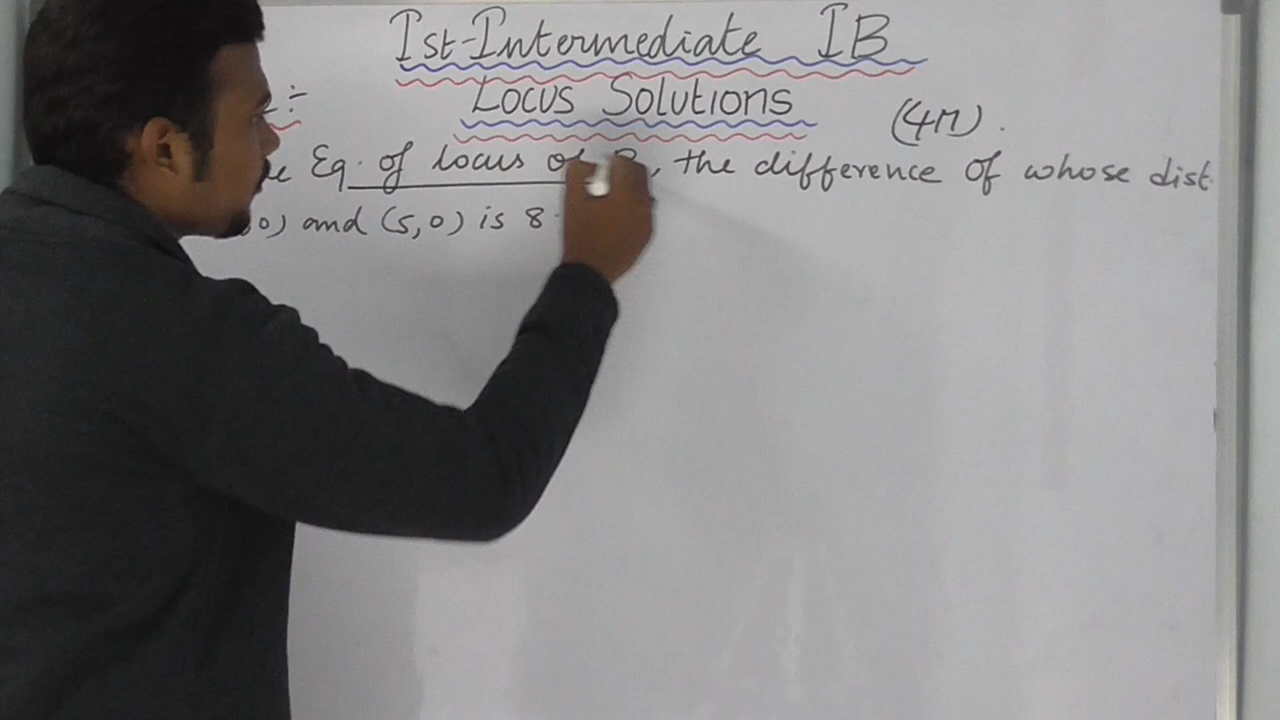 Ist-Intermediate IB
Locus Solutions
(4M).
Eq. of locus of P, the difference of whose dist.
0) and (5,0) is 8.